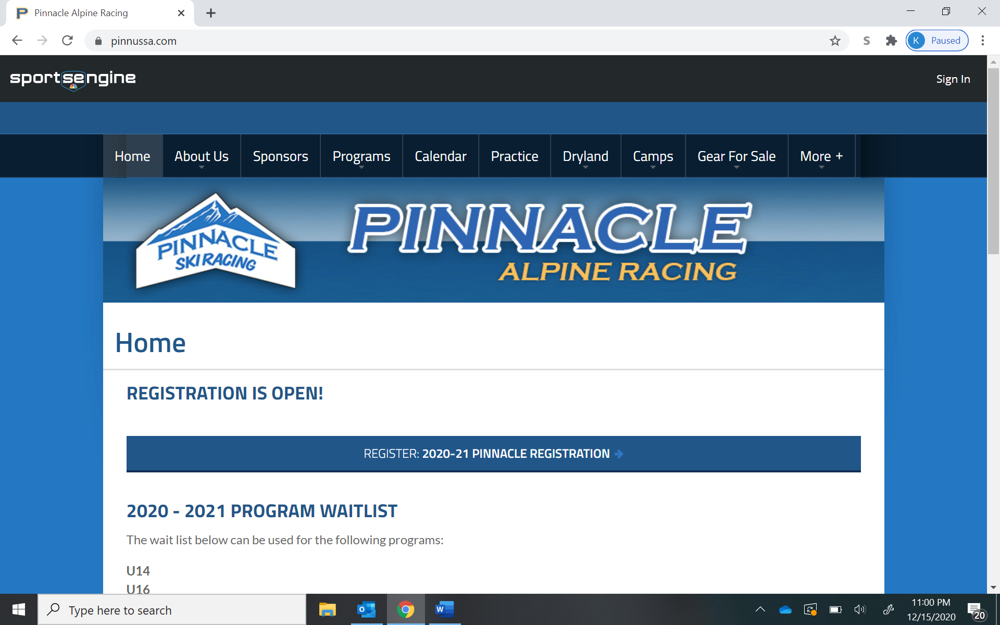 Pinnacle Alpine Racing
pinnussa.com
S
K Paused
sportsengine
Sign In
Home About Us Sponsors Programs Calendar Practice Dryland Camps Gear For Sale More +
PINNACLE
SKI RACING
PINNACLE
ALPINE RACING
Home
REGISTRATION IS OPEN!
REGISTER: 2020-21 PINNACLE REGISTRATION
2020 - 2021 PROGRAM WAITLIST
The wait list below can be used for the following programs:
U14
U16
Type here to search
11:00 PM
12/15/2020
20